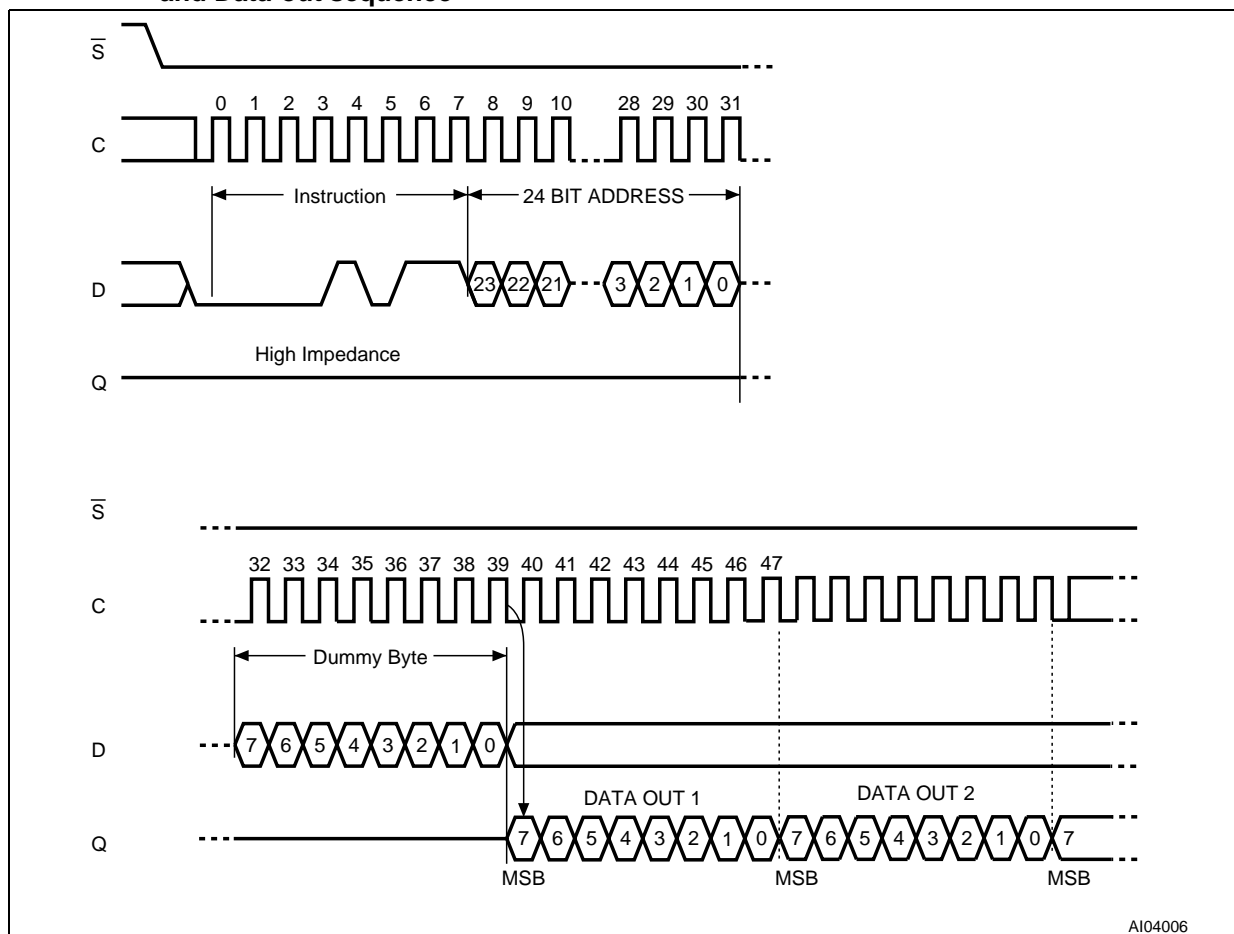 and Data-out sequence
S
0 1 2 3 4 5 6 7 8 9 10 28 29 30 31
C
Instruction 24 BIT ADDRESS
D 23 22 21 3 2 1 0
High Impedance
Q
S
32 33 34 35 36 37 38 39 40 41 42 43 44 45 46 47
C
Dummy Byte
D 7 6 5 4 3 2 1 0
DATA OUT 1 DATA OUT 2
Q 7 6 5 4 3 2 1 0 7 6 5 4 3 2 1 0 7
MSB MSB MSB
AI04006